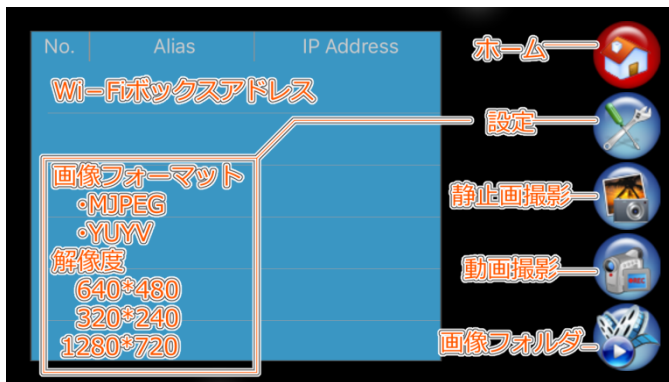 No. Alias IP Address
Wi-Fiボックスアドレス
画像フォーマット
・MJPEG
・YUYV
解像度
640*480
320*240
1280*720
ホーム
設定
静止画撮影
動画撮影
画像フォルダ